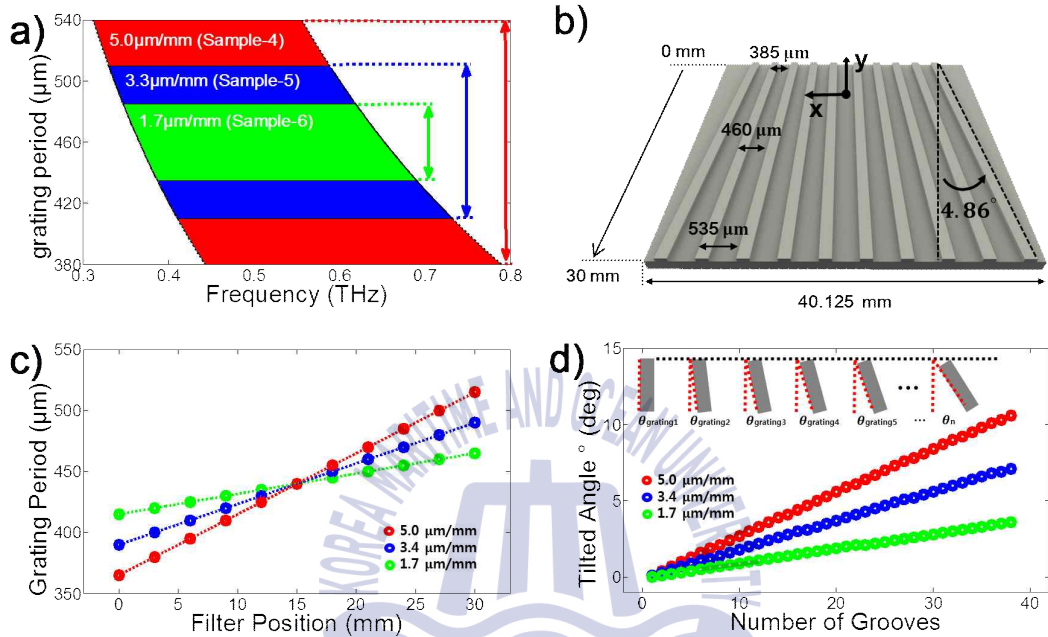 a)
540
500
460
420
380
grating period (µm)
5.0µm/mm (Sample-4)
3.3µm/mm (Sample-5)
1.7µm/mm (Sample-6)
0.3
0.4
0.5
0.6
0.7
0.8
Frequency (THz)
b)
0 mm
385 µm
y
x
460 µm
535 µm
4.86°
30 mm
40.125 mm
c)
550
500
450
400
350
Grating Period (µm)
5.0 µm/mm
3.4 µm/mm
1.7 µm/mm
0
5
10
15
20
25
30
Filter Position (mm)
d)
15
10
5
0
Tilted Angle ° (deg)
θgrating1 θgrating2 θgrating3 θgrating4 θgrating5 ... θn
...
5.0 µm/mm
3.4 µm/mm
1.7 µm/mm
0
10
20
30
40
Number of Grooves
KOREA MARITIME AND OCEAN UNIVERSITY